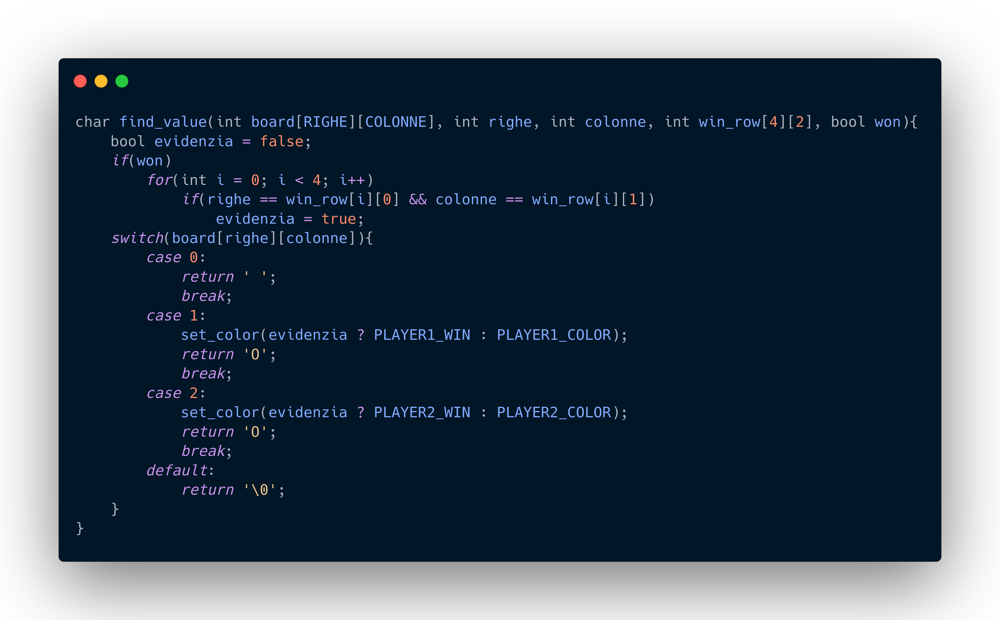 char find_value(int board[RIGHE][COLONNE], int righe, int colonne, int win_row[4][2], bool won){
    bool evidenzia = false;
    if(won)
        for(int i = 0; i < 4; i++)
            if(righe == win_row[i][0] && colonne == win_row[i][1])
                evidenzia = true;
    switch(board[righe][colonne]){
        case 0:
            return ' ';
            break;
        case 1:
            set_color(evidenzia ? PLAYER1_WIN : PLAYER1_COLOR);
            return 'O';
            break;
        case 2:
            set_color(evidenzia ? PLAYER2_WIN : PLAYER2_COLOR);
            return 'O';
            break;
        default:
            return '\0';
    }
}